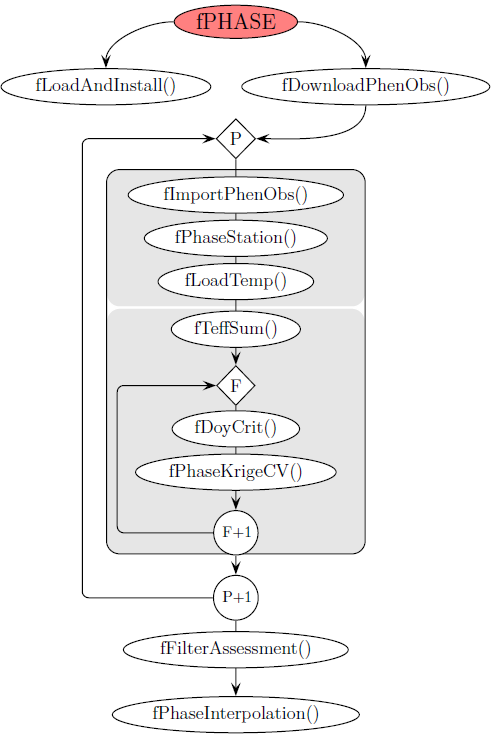 fPHASE
fLoadAndInstall()
fDownloadPhenObs()
P
fImportPhenObs()
fPhaseStation()
fLoadTemp()
fTeffSum()
F
fDoyCrit()
fPhaseKrigeCV()
F+1
P+1
fFilterAssessment()
fPhaseInterpolation()